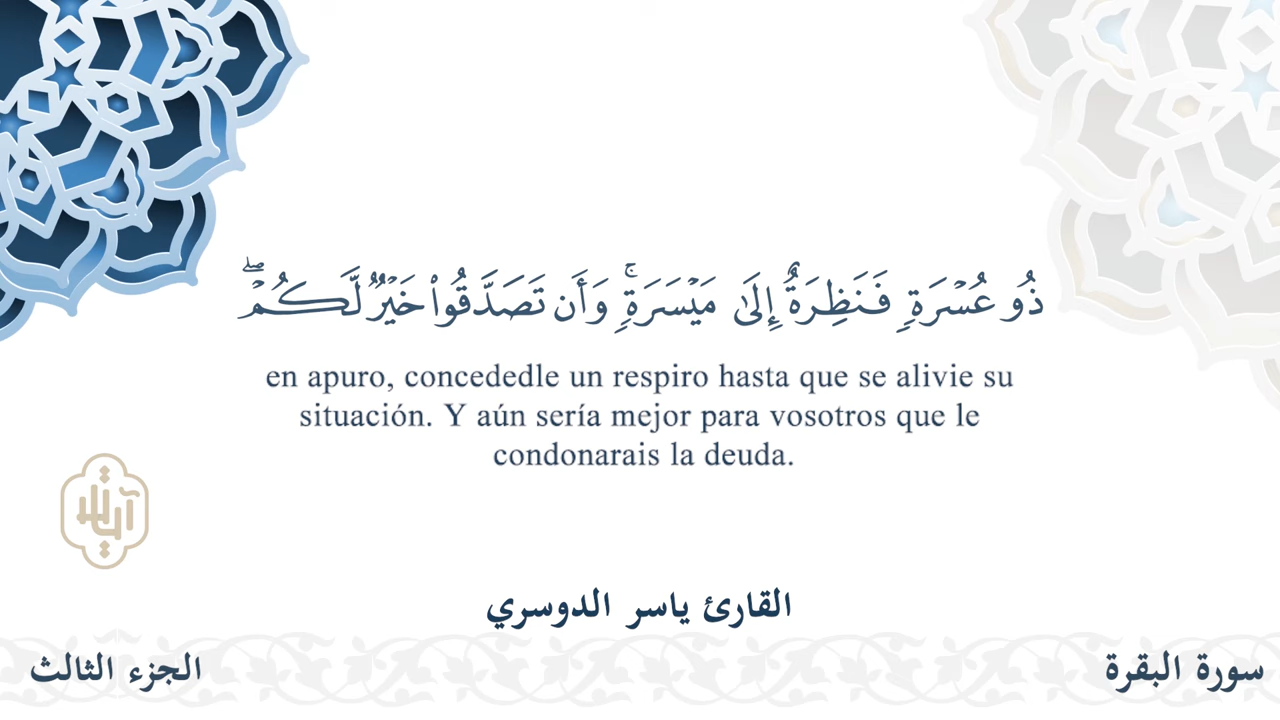 ذُو عُسْرَةٍ فَنَظِرَةٌ إِلَىٰ مَيْسَرَةٍ ۚ وَأَن تَصَدَّقُوا۟ خَيْرٌ لَّكُمْ ۖ
en apuro, concededle un respiro hasta que se alivie su
situación. Y aún sería mejor para vosotros que le
condonarais la deuda.
القارئ ياسر الدوسري
سورة البقرة
الجزء الثالث